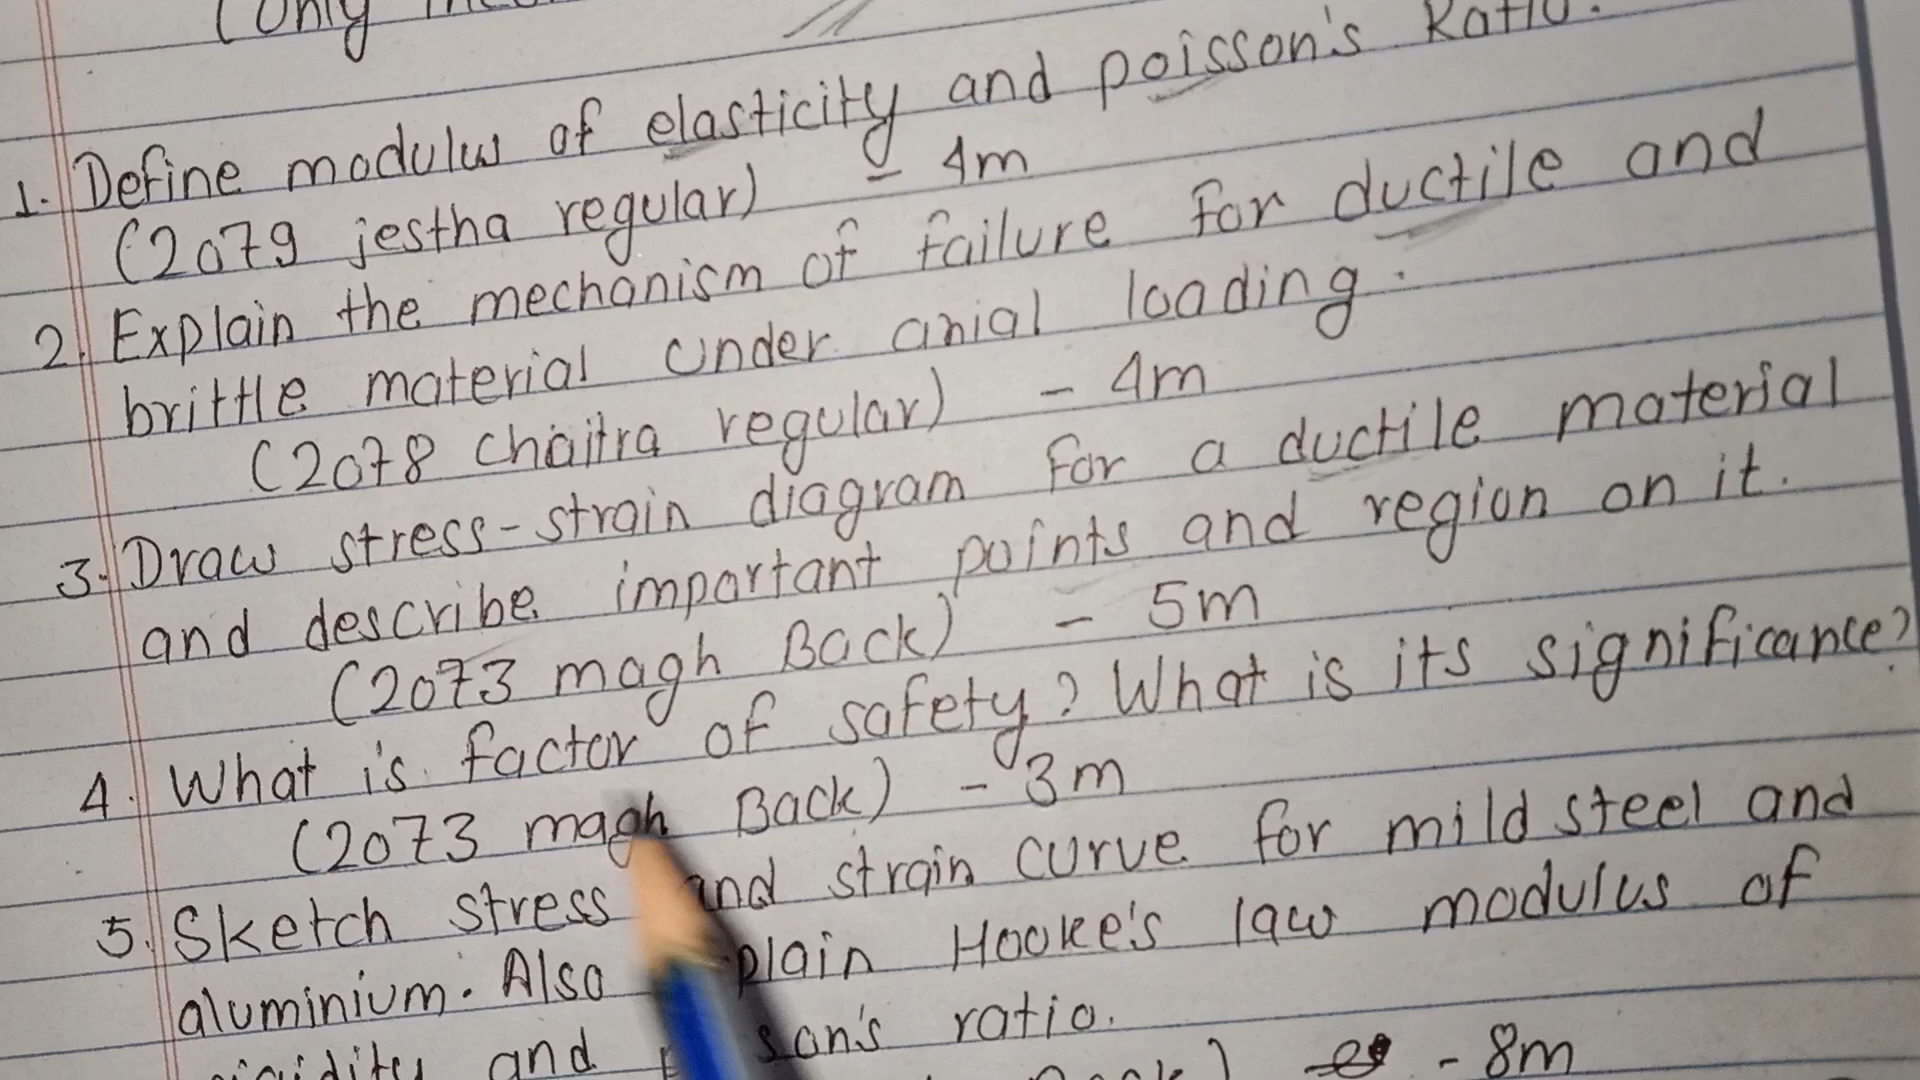 (Only
1. Define modulus of elasticity and poisson's Ratio.
(2079 jestha regular) - 4m
2. Explain the mechanism of failure for ductile and
brittle material under axial loading.
(2078 chaitra regular) - 4m
3. Draw stress-strain diagram for a ductile material
and describe important points and region on it.
(2073 magh Back) - 5m
4. What is factor of safety? What is its significance?
(2073 magh Back) - 3m
5. Sketch stress and strain curve for mild steel and
aluminium. Also plain Hooke's law modulus of
rigidity and son's ratio.
Back) - 8m